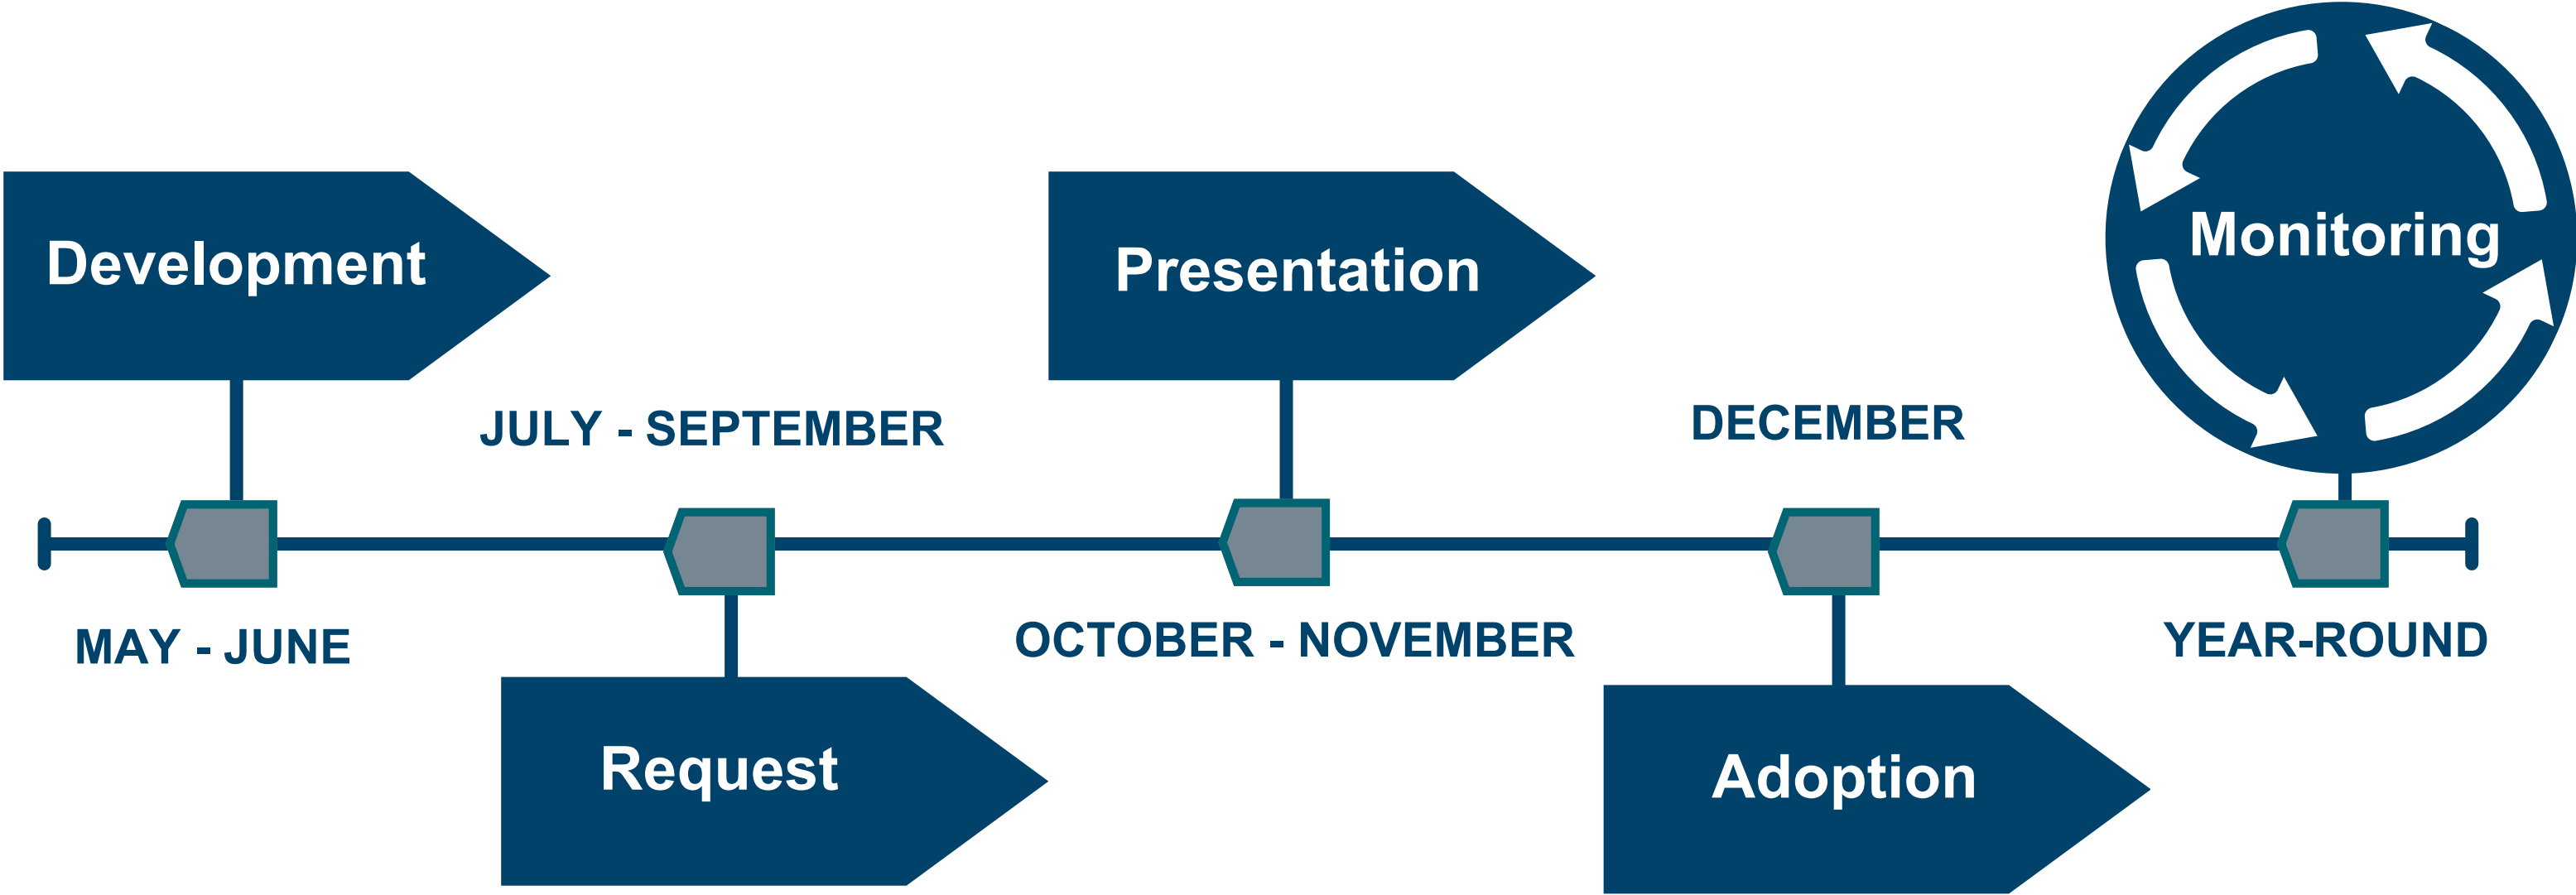 Development
MAY - JUNE
JULY - SEPTEMBER
Request
Presentation
OCTOBER - NOVEMBER
DECEMBER
Adoption
Monitoring
YEAR-ROUND